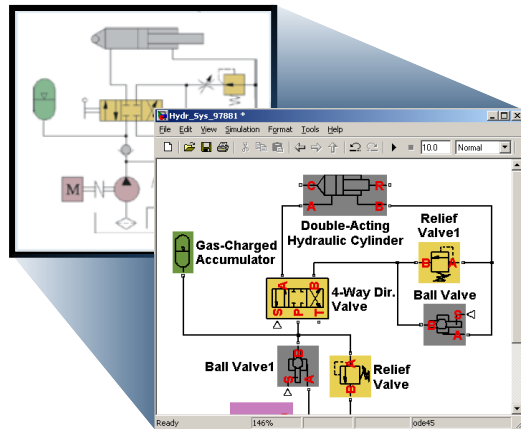 M
Hydr_Sys_97881 *
File Edit View Simulation Format Tools Help
10.0 Normal
C R
A B
Double-Acting
Hydraulic Cylinder
Gas-Charged
Accumulator
Relief
Valve1
B A
A B
S P T
4-Way Dir.
Valve
Ball Valve
S
B
A
Ball Valve1
B
S A
A
B
Relief
Valve
Ready 146% ode45